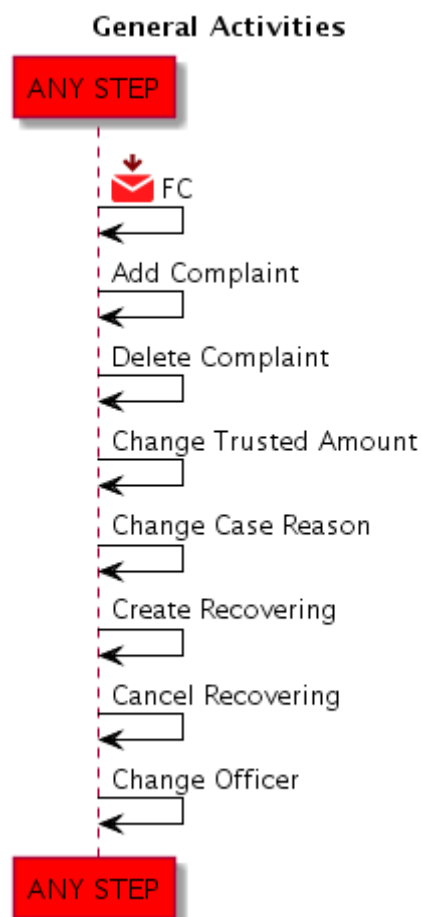 General Activities
ANY STEP
FC
Add Complaint
Delete Complaint
Change Trusted Amount
Change Case Reason
Create Recovering
Cancel Recovering
Change Officer
ANY STEP